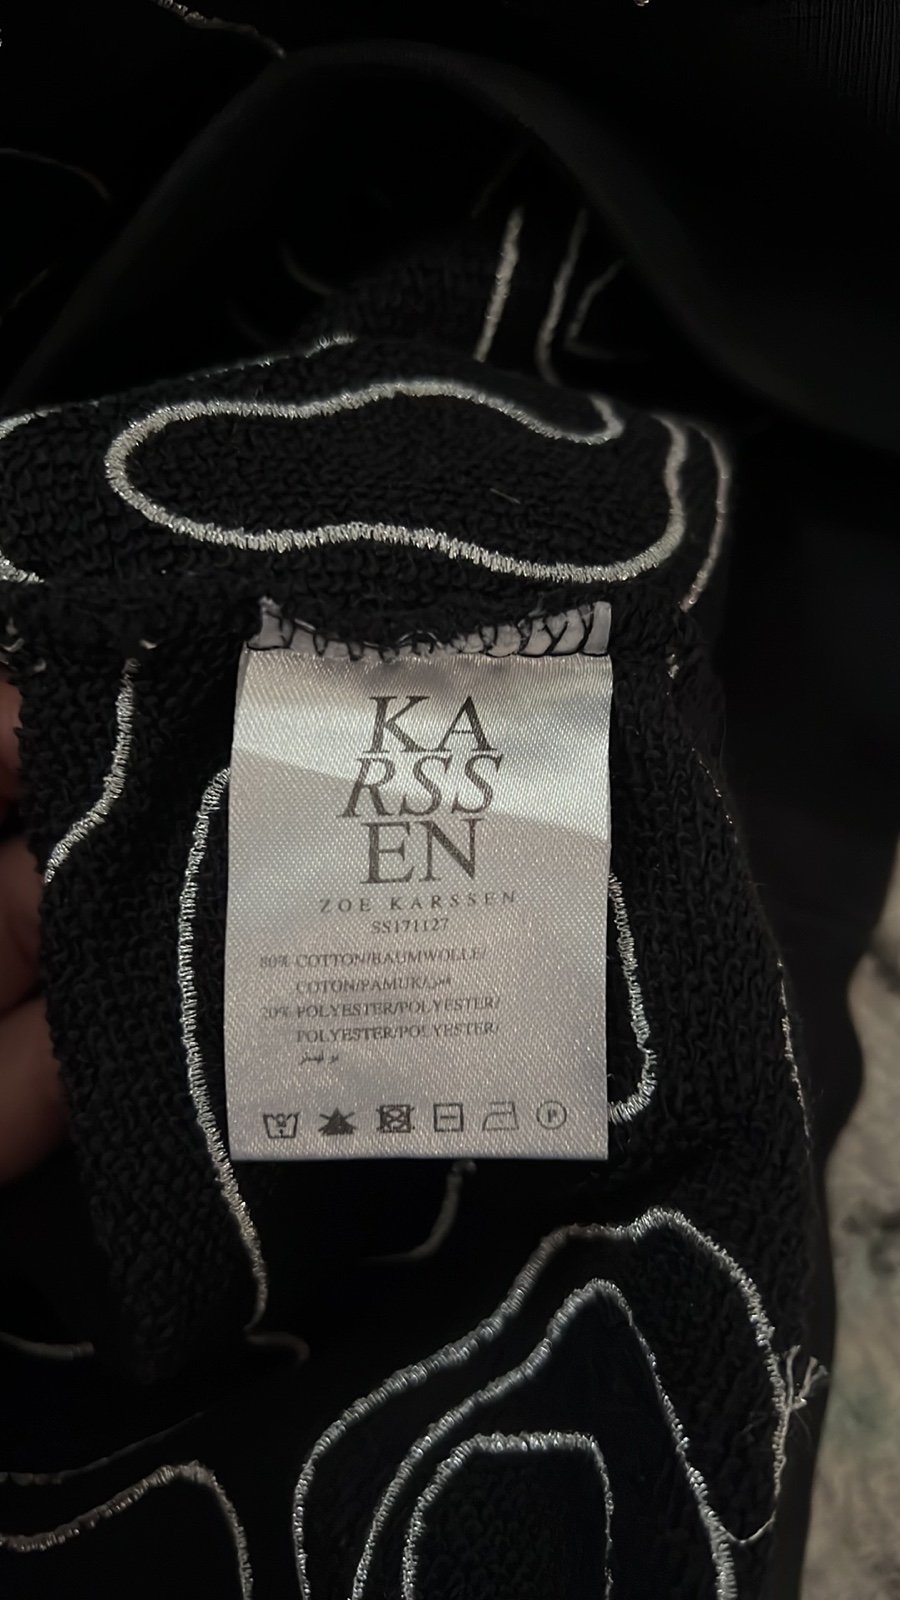 KA
RSS
EN
ZOE KARSSEN
SS171127
80% COTTON/BAUMWOLLE/
COTON/PAMUK/قطن
20% POLYESTER/POLYESTER/
POLYESTER/POLYESTER/
بوليستر
P